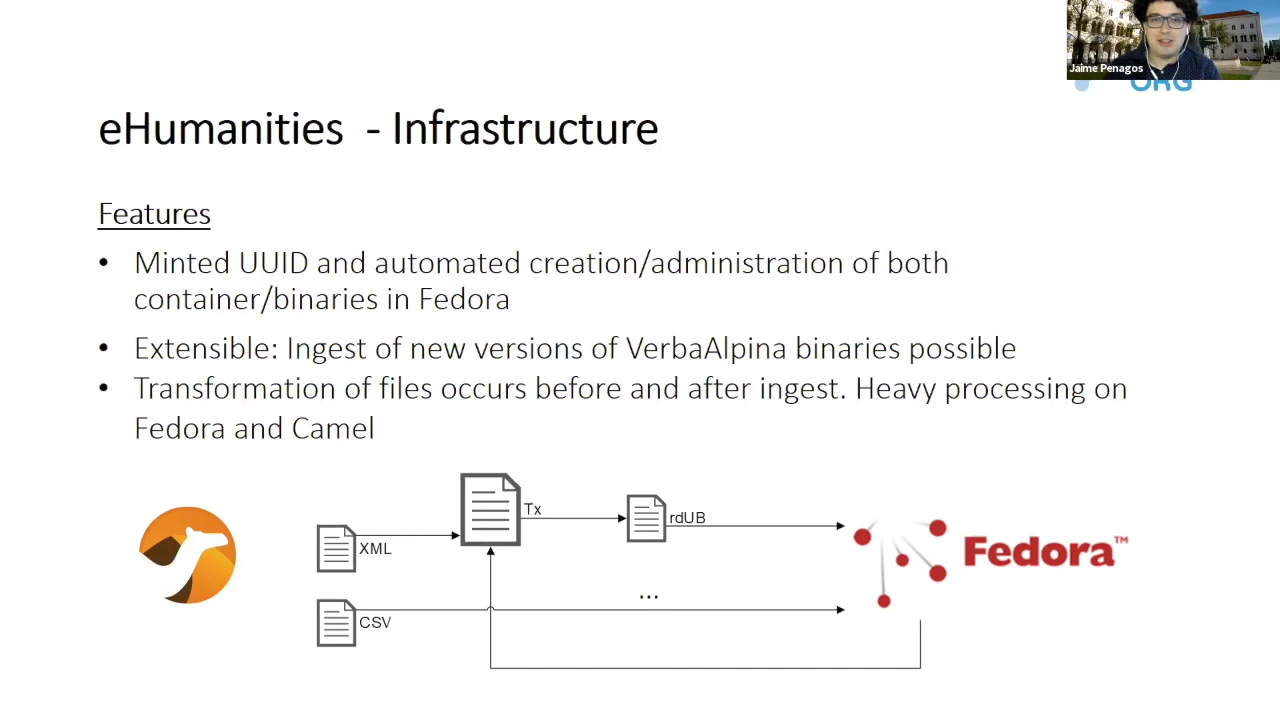 Jaime Penagos
ORG
eHumanities - Infrastructure
Features
• Minted UUID and automated creation/administration of both
container/binaries in Fedora
• Extensible: Ingest of new versions of VerbaAlpina binaries possible
• Transformation of files occurs before and after ingest. Heavy processing on
Fedora and Camel
Tx
rdUB
XML
Fedora™
...
CSV